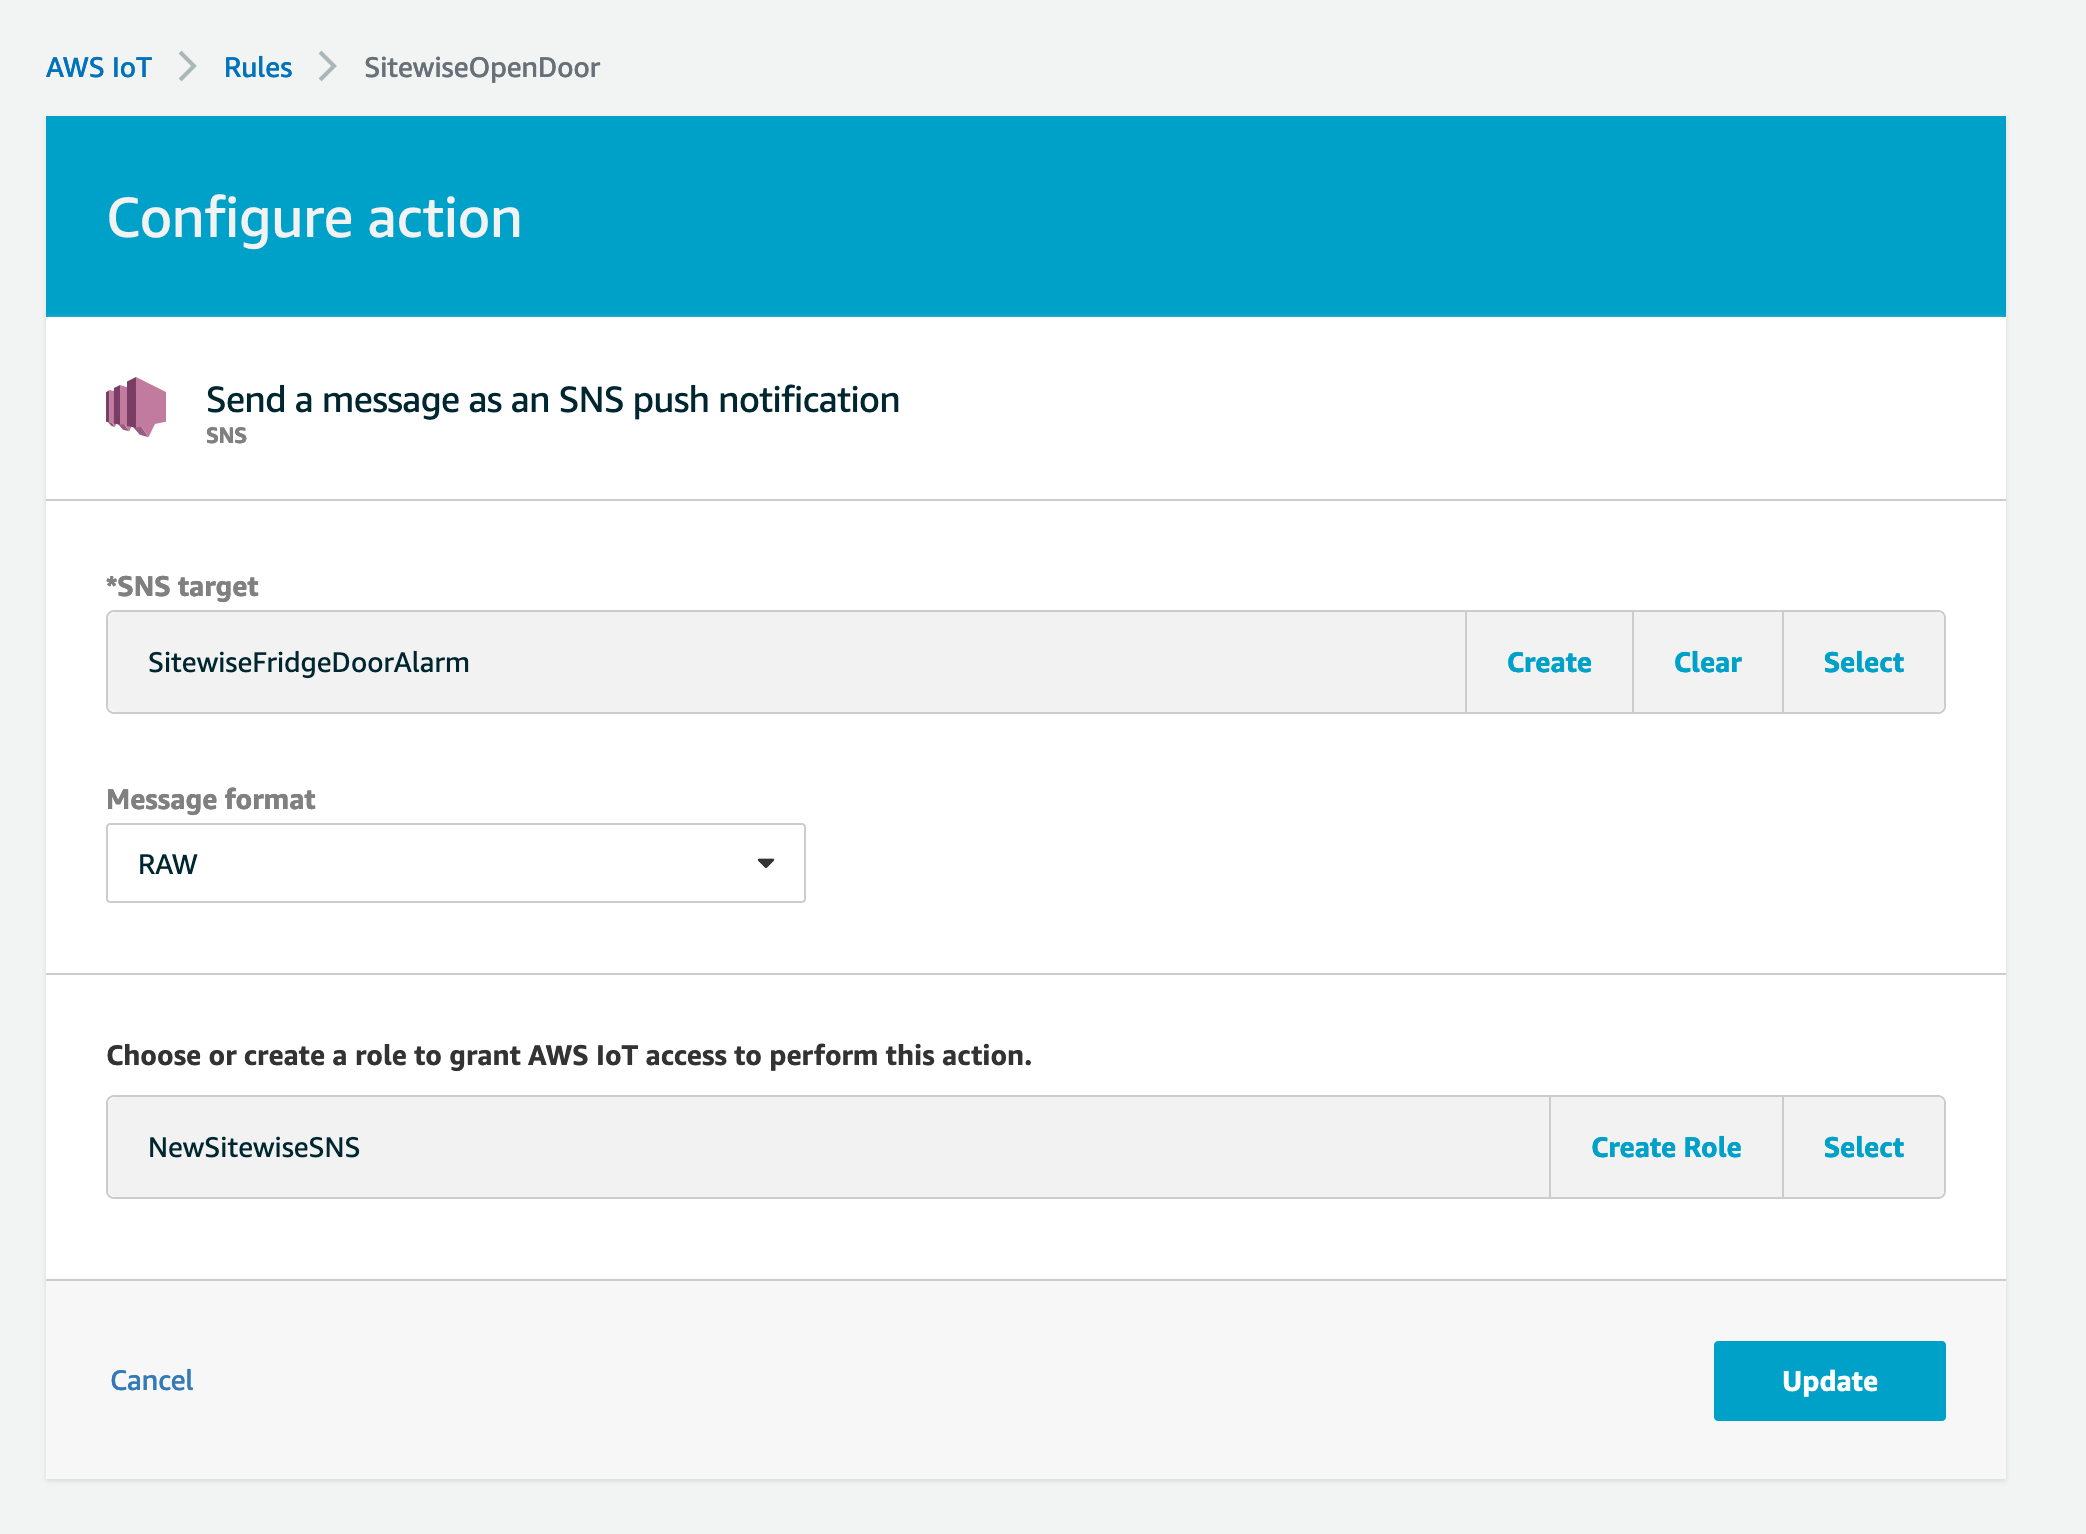 AWS IoT > Rules > SitewiseOpenDoor
Configure action
Send a message as an SNS push notification
SNS
*SNS target
SitewiseFridgeDoorAlarm Create Clear Select
Message format
RAW
Choose or create a role to grant AWS IoT access to perform this action.
NewSitewiseSNS Create Role Select
Cancel Update